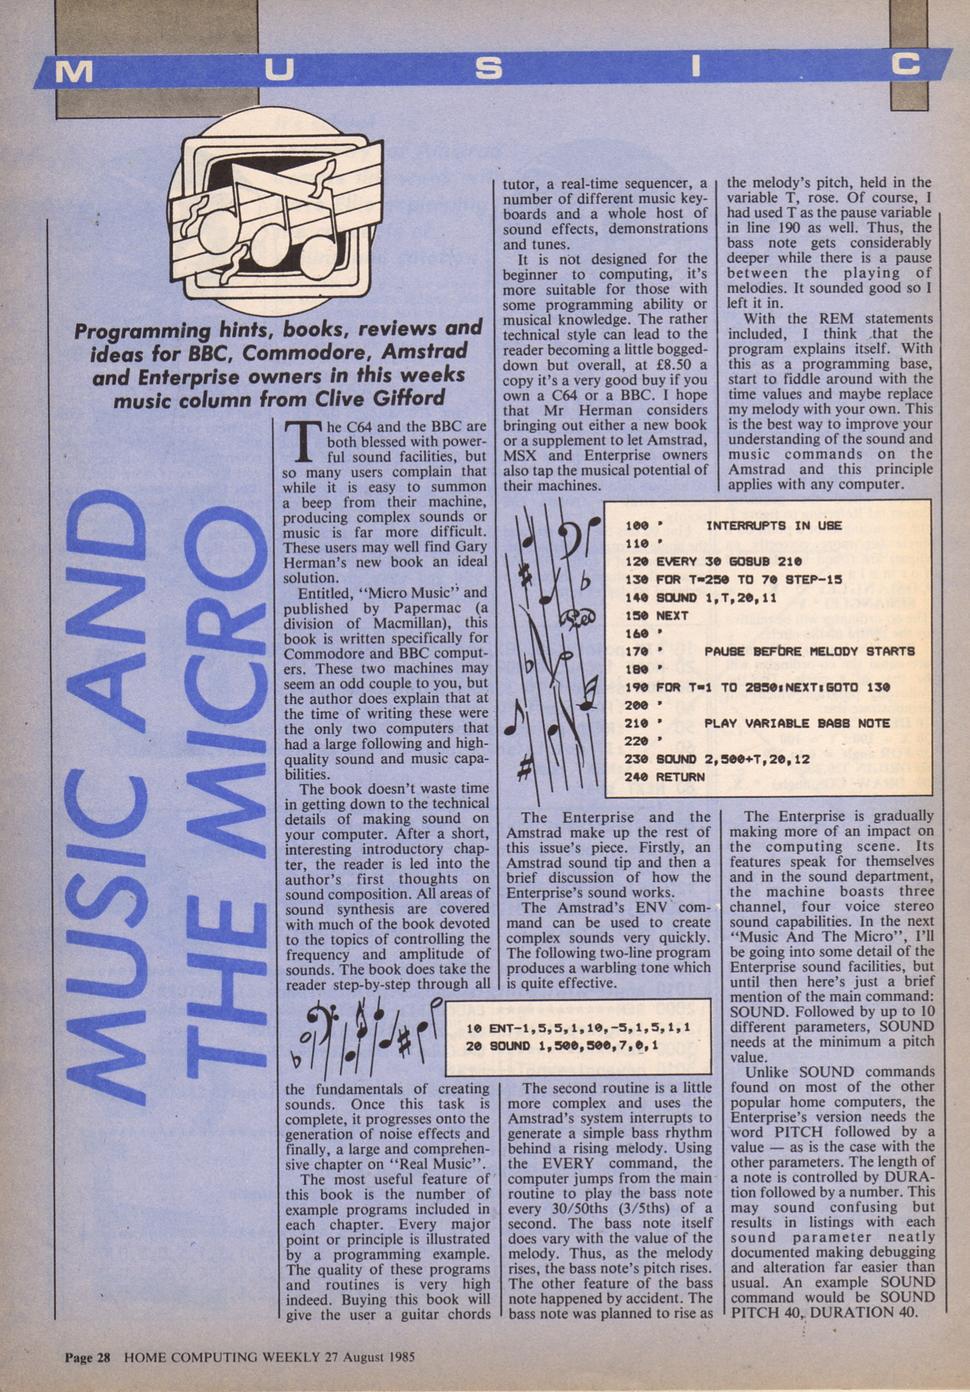 MUSIC
Programming hints, books, reviews and
ideas for BBC, Commodore, Amstrad
and Enterprise owners in this weeks
music column from Clive Gifford
MUSIC AND
THE MICRO
The C64 and the BBC are
both blessed with power-
ful sound facilities, but
so many users complain that
while it is easy to summon
a beep from their machine,
producing complex sounds or
music is far more difficult.
These users may well find Gary
Herman's new book an ideal
solution.
Entitled, "Micro Music" and
published by Papermac (a
division of Macmillan), this
book is written specifically for
Commodore and BBC comput-
ers. These two machines may
seem an odd couple to you, but
the author does explain that at
the time of writing these were
the only two computers that
had a large following and high-
quality sound and music capa-
bilities.
The book doesn't waste time
in getting down to the technical
details of making sound on
your computer. After a short,
interesting introductory chap-
ter, the reader is led into the
author's first thoughts on
sound composition. All areas of
sound synthesis are covered
with much of the book devoted
to the topics of controlling the
frequency and amplitude of
sounds. The book does take the
reader step-by-step through all
the fundamentals of creating
sounds. Once this task is
complete, it progresses onto the
generation of noise effects and
finally, a large and comprehen-
sive chapter on "Real Music".
The most useful feature of
this book is the number of
example programs included in
each chapter. Every major
point or principle is illustrated
by a programming example.
The quality of these programs
and routines is very high
indeed. Buying this book will
give the user a guitar chords
tutor, a real-time sequencer, a
number of different music key-
boards and a whole host of
sound effects, demonstrations
and tunes.
It is not designed for the
beginner to computing, it's
more suitable for those with
some programming ability or
musical knowledge. The rather
technical style can lead to the
reader becoming a little bogged-
down but overall, at £8.50 a
copy it's a very good buy if you
own a C64 or a BBC. I hope
that Mr Herman considers
bringing out either a new book
or a supplement to let Amstrad,
MSX and Enterprise owners
also tap the musical potential of
their machines.
The Enterprise and the
Amstrad make up the rest of
this issue's piece. Firstly, an
Amstrad sound tip and then a
brief discussion of how the
Enterprise's sound works.
The Amstrad's ENV com-
mand can be used to create
complex sounds very quickly.
The following two-line program
produces a warbling tone which
is quite effective.
10 ENT-1,5,5,1,10,-5,1,5,1,1
20 SOUND 1,500,500,7,0,1
The second routine is a little
more complex and uses the
Amstrad's system interrupts to
generate a simple bass rhythm
behind a rising melody. Using
the EVERY command, the
computer jumps from the main
routine to play the bass note
every 30/50ths (3/5ths) of a
second. The bass note itself
does vary with the value of the
melody. Thus, as the melody
rises, the bass note's pitch rises.
The other feature of the bass
note happened by accident. The
bass note was planned to rise as
the melody's pitch, held in the
variable T, rose. Of course, I
had used T as the pause variable
in line 190 as well. Thus, the
bass note gets considerably
deeper while there is a pause
between the playing of
melodies. It sounded good so I
left it in.
With the REM statements
included, I think that the
program explains itself. With
this as a programming base,
start to fiddle around with the
time values and maybe replace
my melody with your own. This
is the best way to improve your
understanding of the sound and
music commands on the
Amstrad and this principle
applies with any computer.
100 ' INTERRUPTS IN USE
110 '
120 EVERY 30 GOSUB 210
130 FOR T=250 TO 70 STEP-15
140 SOUND 1,T,20,11
150 NEXT
160 '
170 ' PAUSE BEFORE MELODY STARTS
180 '
190 FOR T=1 TO 2850:NEXT:GOTO 130
200 '
210 ' PLAY VARIABLE BASS NOTE
220 '
230 SOUND 2,500+T,20,12
240 RETURN
The Enterprise is gradually
making more of an impact on
the computing scene. Its
features speak for themselves
and in the sound department,
the machine boasts three
channel, four voice stereo
sound capabilities. In the next
"Music And The Micro", I'll
be going into some detail of the
Enterprise sound facilities, but
until then here's just a brief
mention of the main command:
SOUND. Followed by up to 10
different parameters, SOUND
needs at the minimum a pitch
value.
Unlike SOUND commands
found on most of the other
popular home computers, the
Enterprise's version needs the
word PITCH followed by a
value — as is the case with the
other parameters. The length of
a note is controlled by DURA-
tion followed by a number. This
may sound confusing but
results in listings with each
sound parameter neatly
documented making debugging
and alteration far easier than
usual. An example SOUND
command would be SOUND
PITCH 40, DURATION 40.
Page 28 HOME COMPUTING WEEKLY 27 August 1985